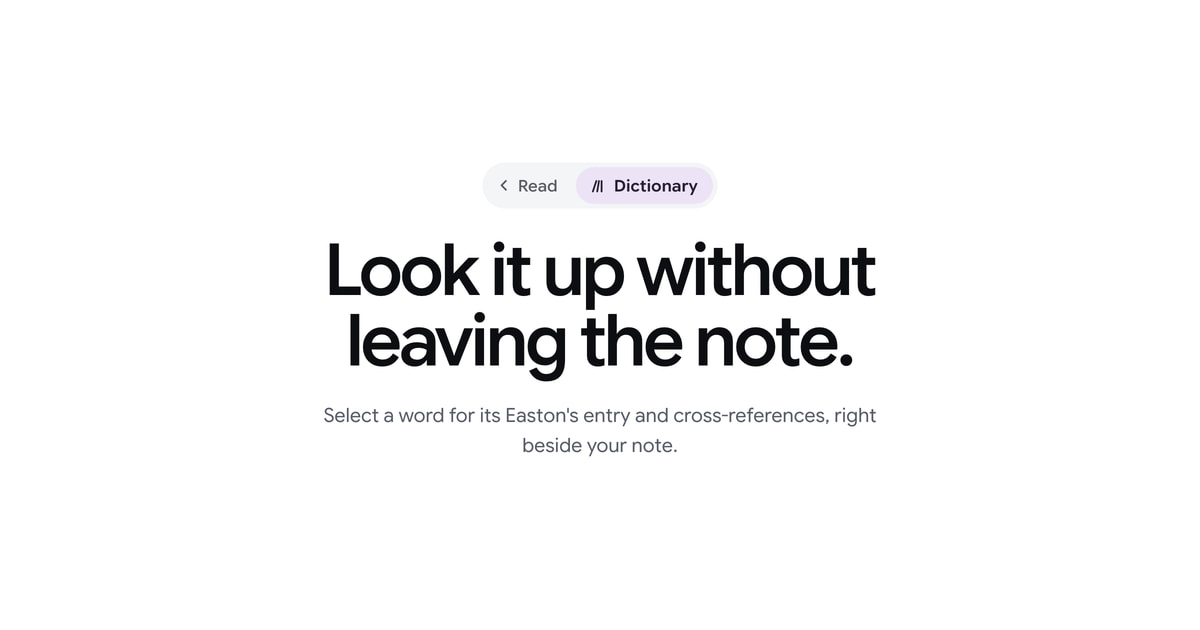 Read
Dictionary
Look it up without
leaving the note.
Select a word for its Easton's entry and cross-references, right
beside your note.